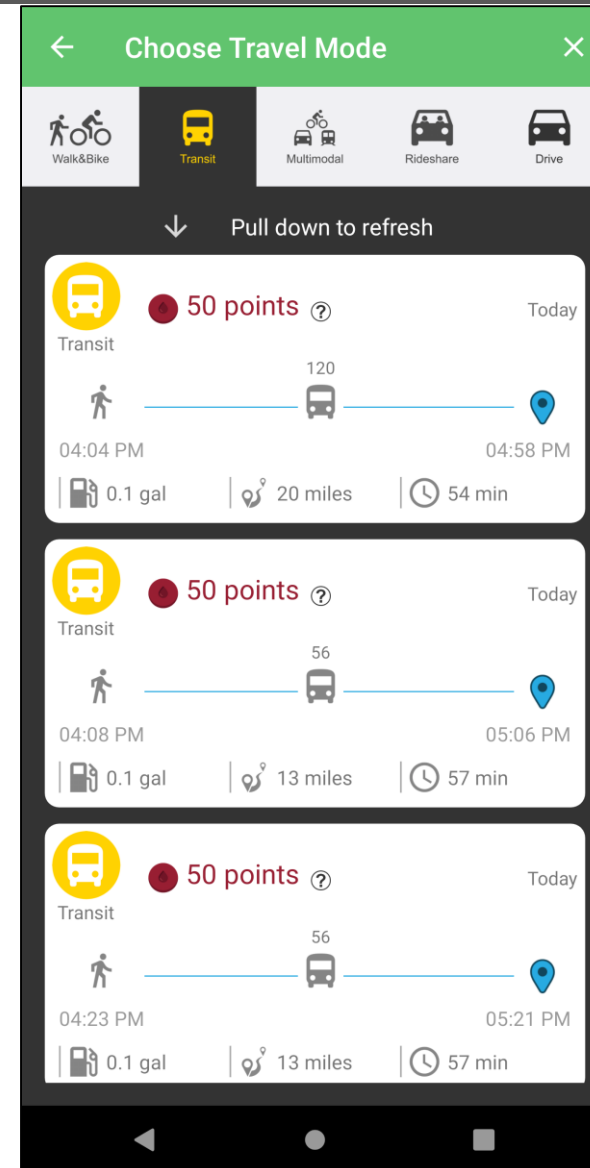 Choose Travel Mode
Walk&Bike Transit Multimodal Rideshare Drive
Pull down to refresh
50 points ? Today
Transit
120
04:04 PM 04:58 PM
0.1 gal 20 miles 54 min
50 points ? Today
Transit
56
04:08 PM 05:06 PM
0.1 gal 13 miles 57 min
50 points ? Today
Transit
56
04:23 PM 05:21 PM
0.1 gal 13 miles 57 min